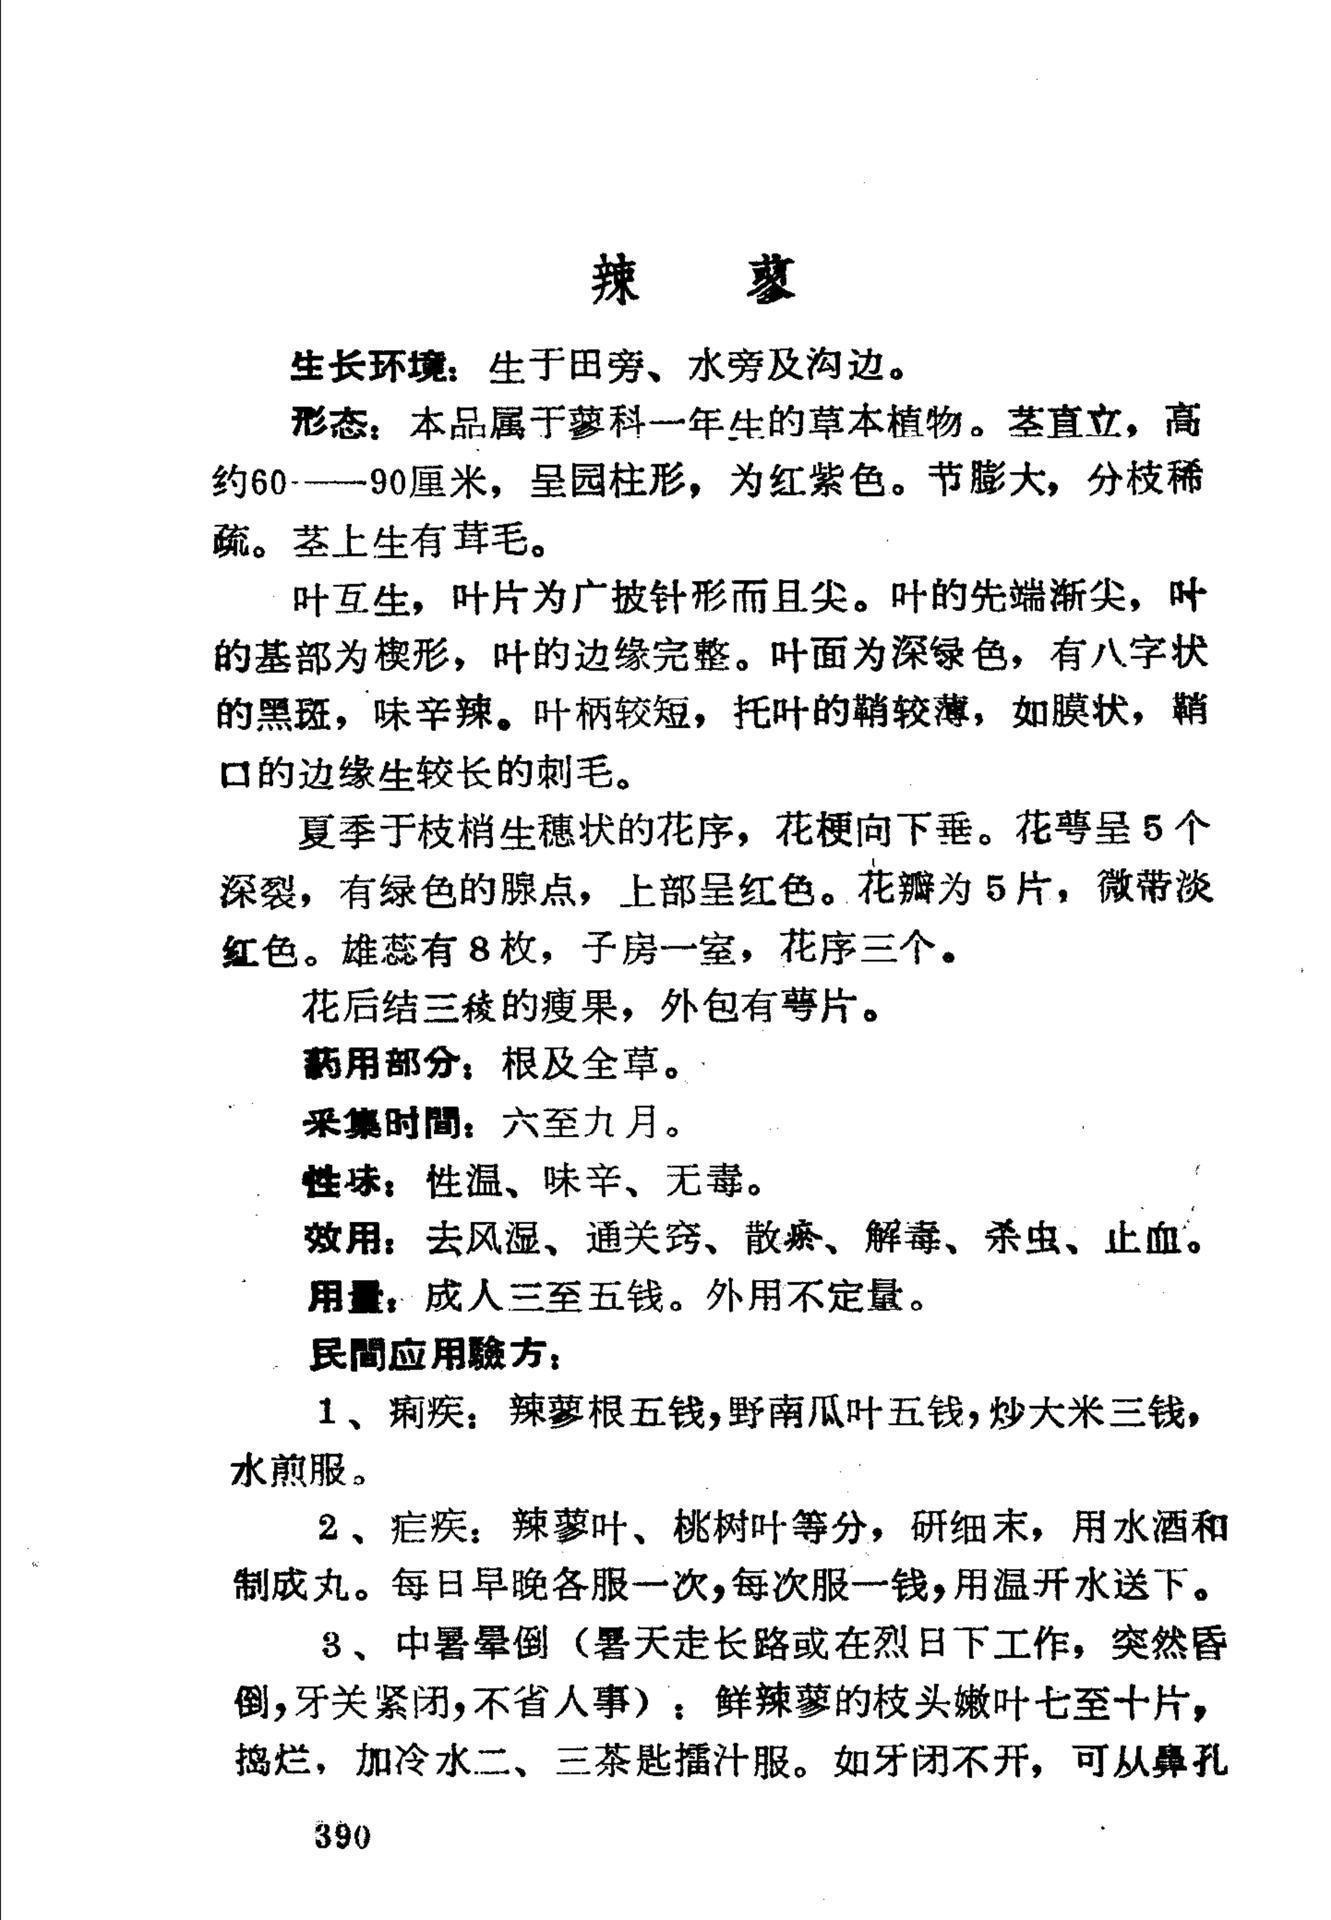 辣　　蓼
生长环境：生于田旁、水旁及沟边。
形态：本品属于蓼科一年生的草本植物。茎直立，高
约60——90厘米，呈园柱形，为红紫色。节膨大，分枝稀
疏。茎上生有茸毛。
叶互生，叶片为广披针形而且尖。叶的先端渐尖，叶
的基部为楔形，叶的边缘完整。叶面为深绿色，有八字状
的黑斑，味辛辣。叶柄较短，托叶的鞘较薄，如膜状，鞘
口的边缘生较长的刺毛。
夏季于枝梢生穗状的花序，花梗向下垂。花萼呈5个
深裂，有绿色的腺点，上部呈红色。花瓣为5片，微带淡
红色。雄蕊有8枚，子房一室，花序三个。
花后结三稜的瘦果，外包有萼片。
药用部分：根及全草。
采集时間：六至九月。
性味：性温、味辛、无毒。
效用：去风湿、通关窍、散瘀、解毒、杀虫、止血。
用量：成人三至五钱。外用不定量。
民間应用驗方：
1、痢疾：辣蓼根五钱，野南瓜叶五钱，炒大米三钱，
水煎服。
2、疟疾：辣蓼叶、桃树叶等分，研细末，用水酒和
制成丸。每日早晚各服一次，每次服一钱，用温开水送下。
3、中暑晕倒（暑天走长路或在烈日下工作，突然昏
倒，牙关紧闭，不省人事）：鲜辣蓼的枝头嫩叶七至十片，
捣烂，加冷水二、三茶匙擂汁服。如牙闭不开，可从鼻孔
390